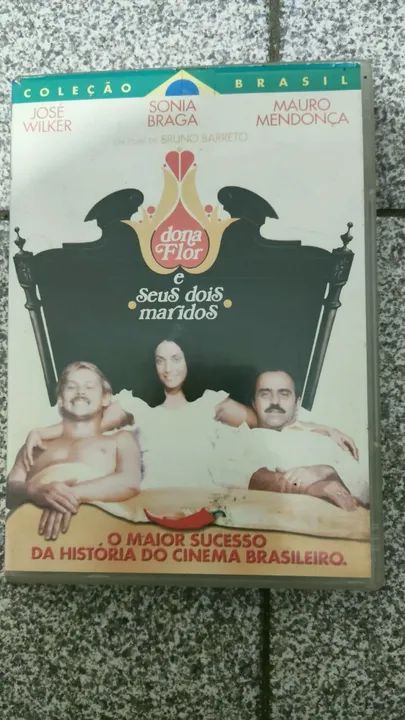 COLEÇÃO BRASIL
JOSÉ WILKER
SONIA BRAGA
MAURO MENDONÇA
UM FILME DE BRUNO BARRETO
dona
Flor
e
seus dois
maridos
O MAIOR SUCESSO
DA HISTÓRIA DO CINEMA BRASILEIRO.